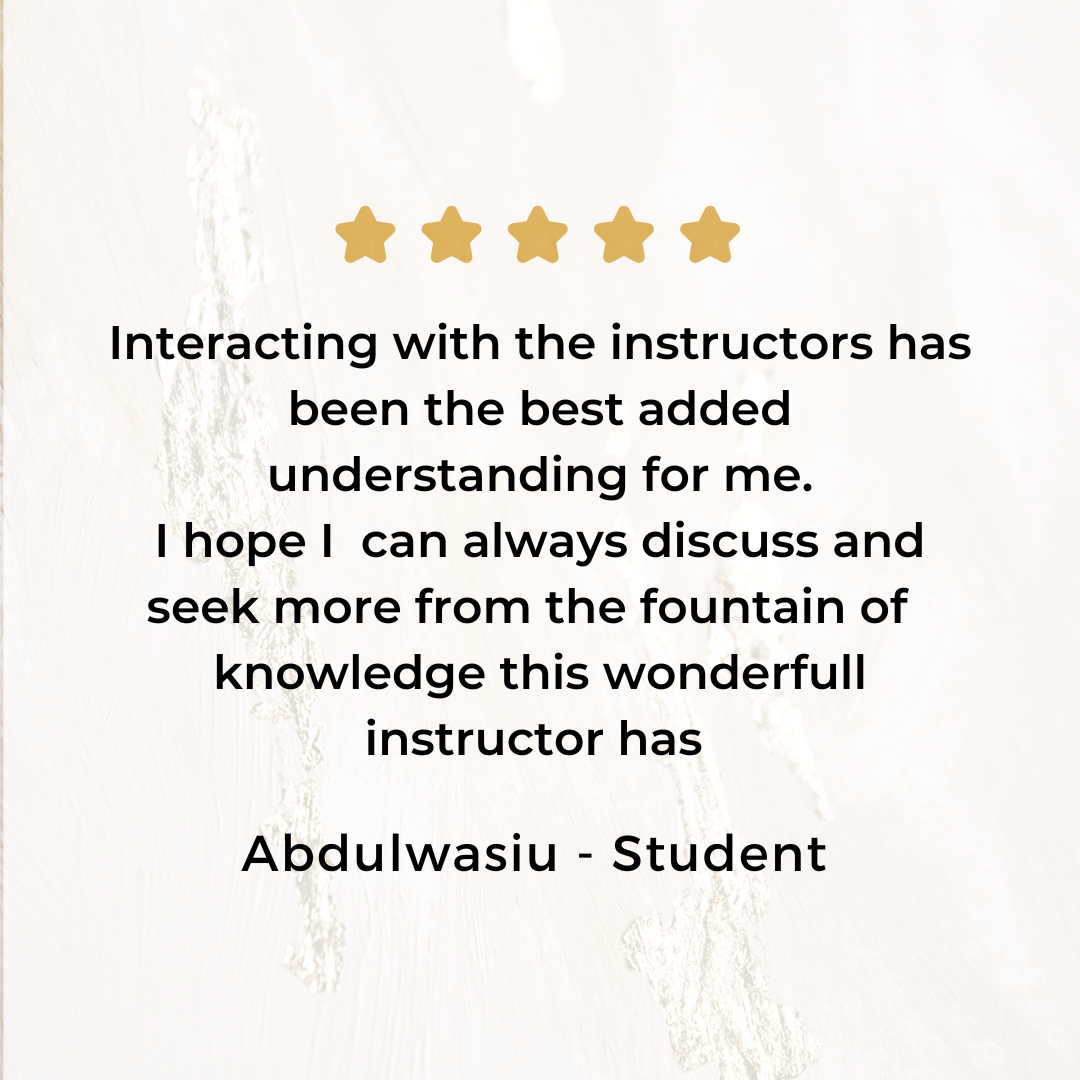 Interacting with the instructors has
been the best added
understanding for me.
I hope I  can always discuss and
seek more from the fountain of
knowledge this wonderfull
instructor has
Abdulwasiu - Student